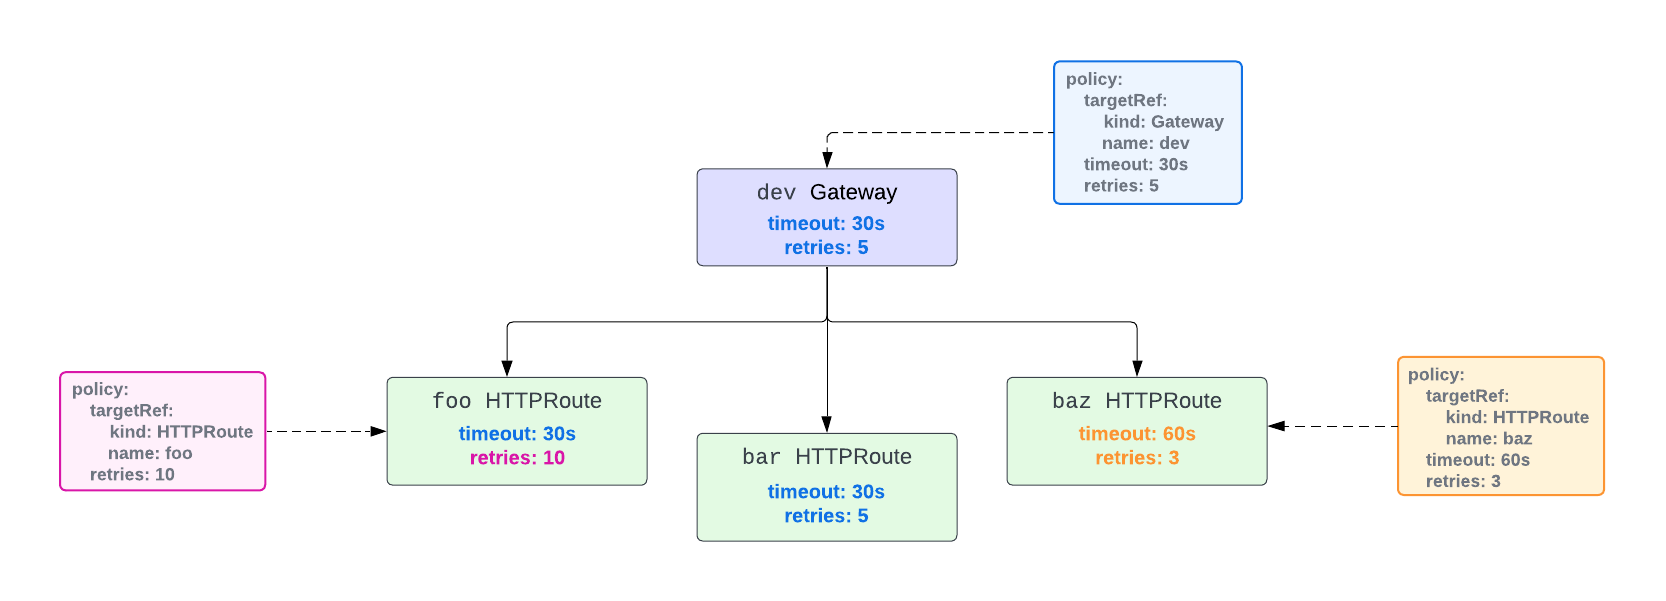 policy:
targetRef:
kind: Gateway
name: dev
timeout: 30s
retries: 5
dev Gateway
timeout: 30s
retries: 5
policy:
targetRef:
kind: HTTPRoute
name: foo
retries: 10
foo HTTPRoute
timeout: 30s
retries: 10
bar HTTPRoute
timeout: 30s
retries: 5
baz HTTPRoute
timeout: 60s
retries: 3
policy:
targetRef:
kind: HTTPRoute
name: baz
timeout: 60s
retries: 3